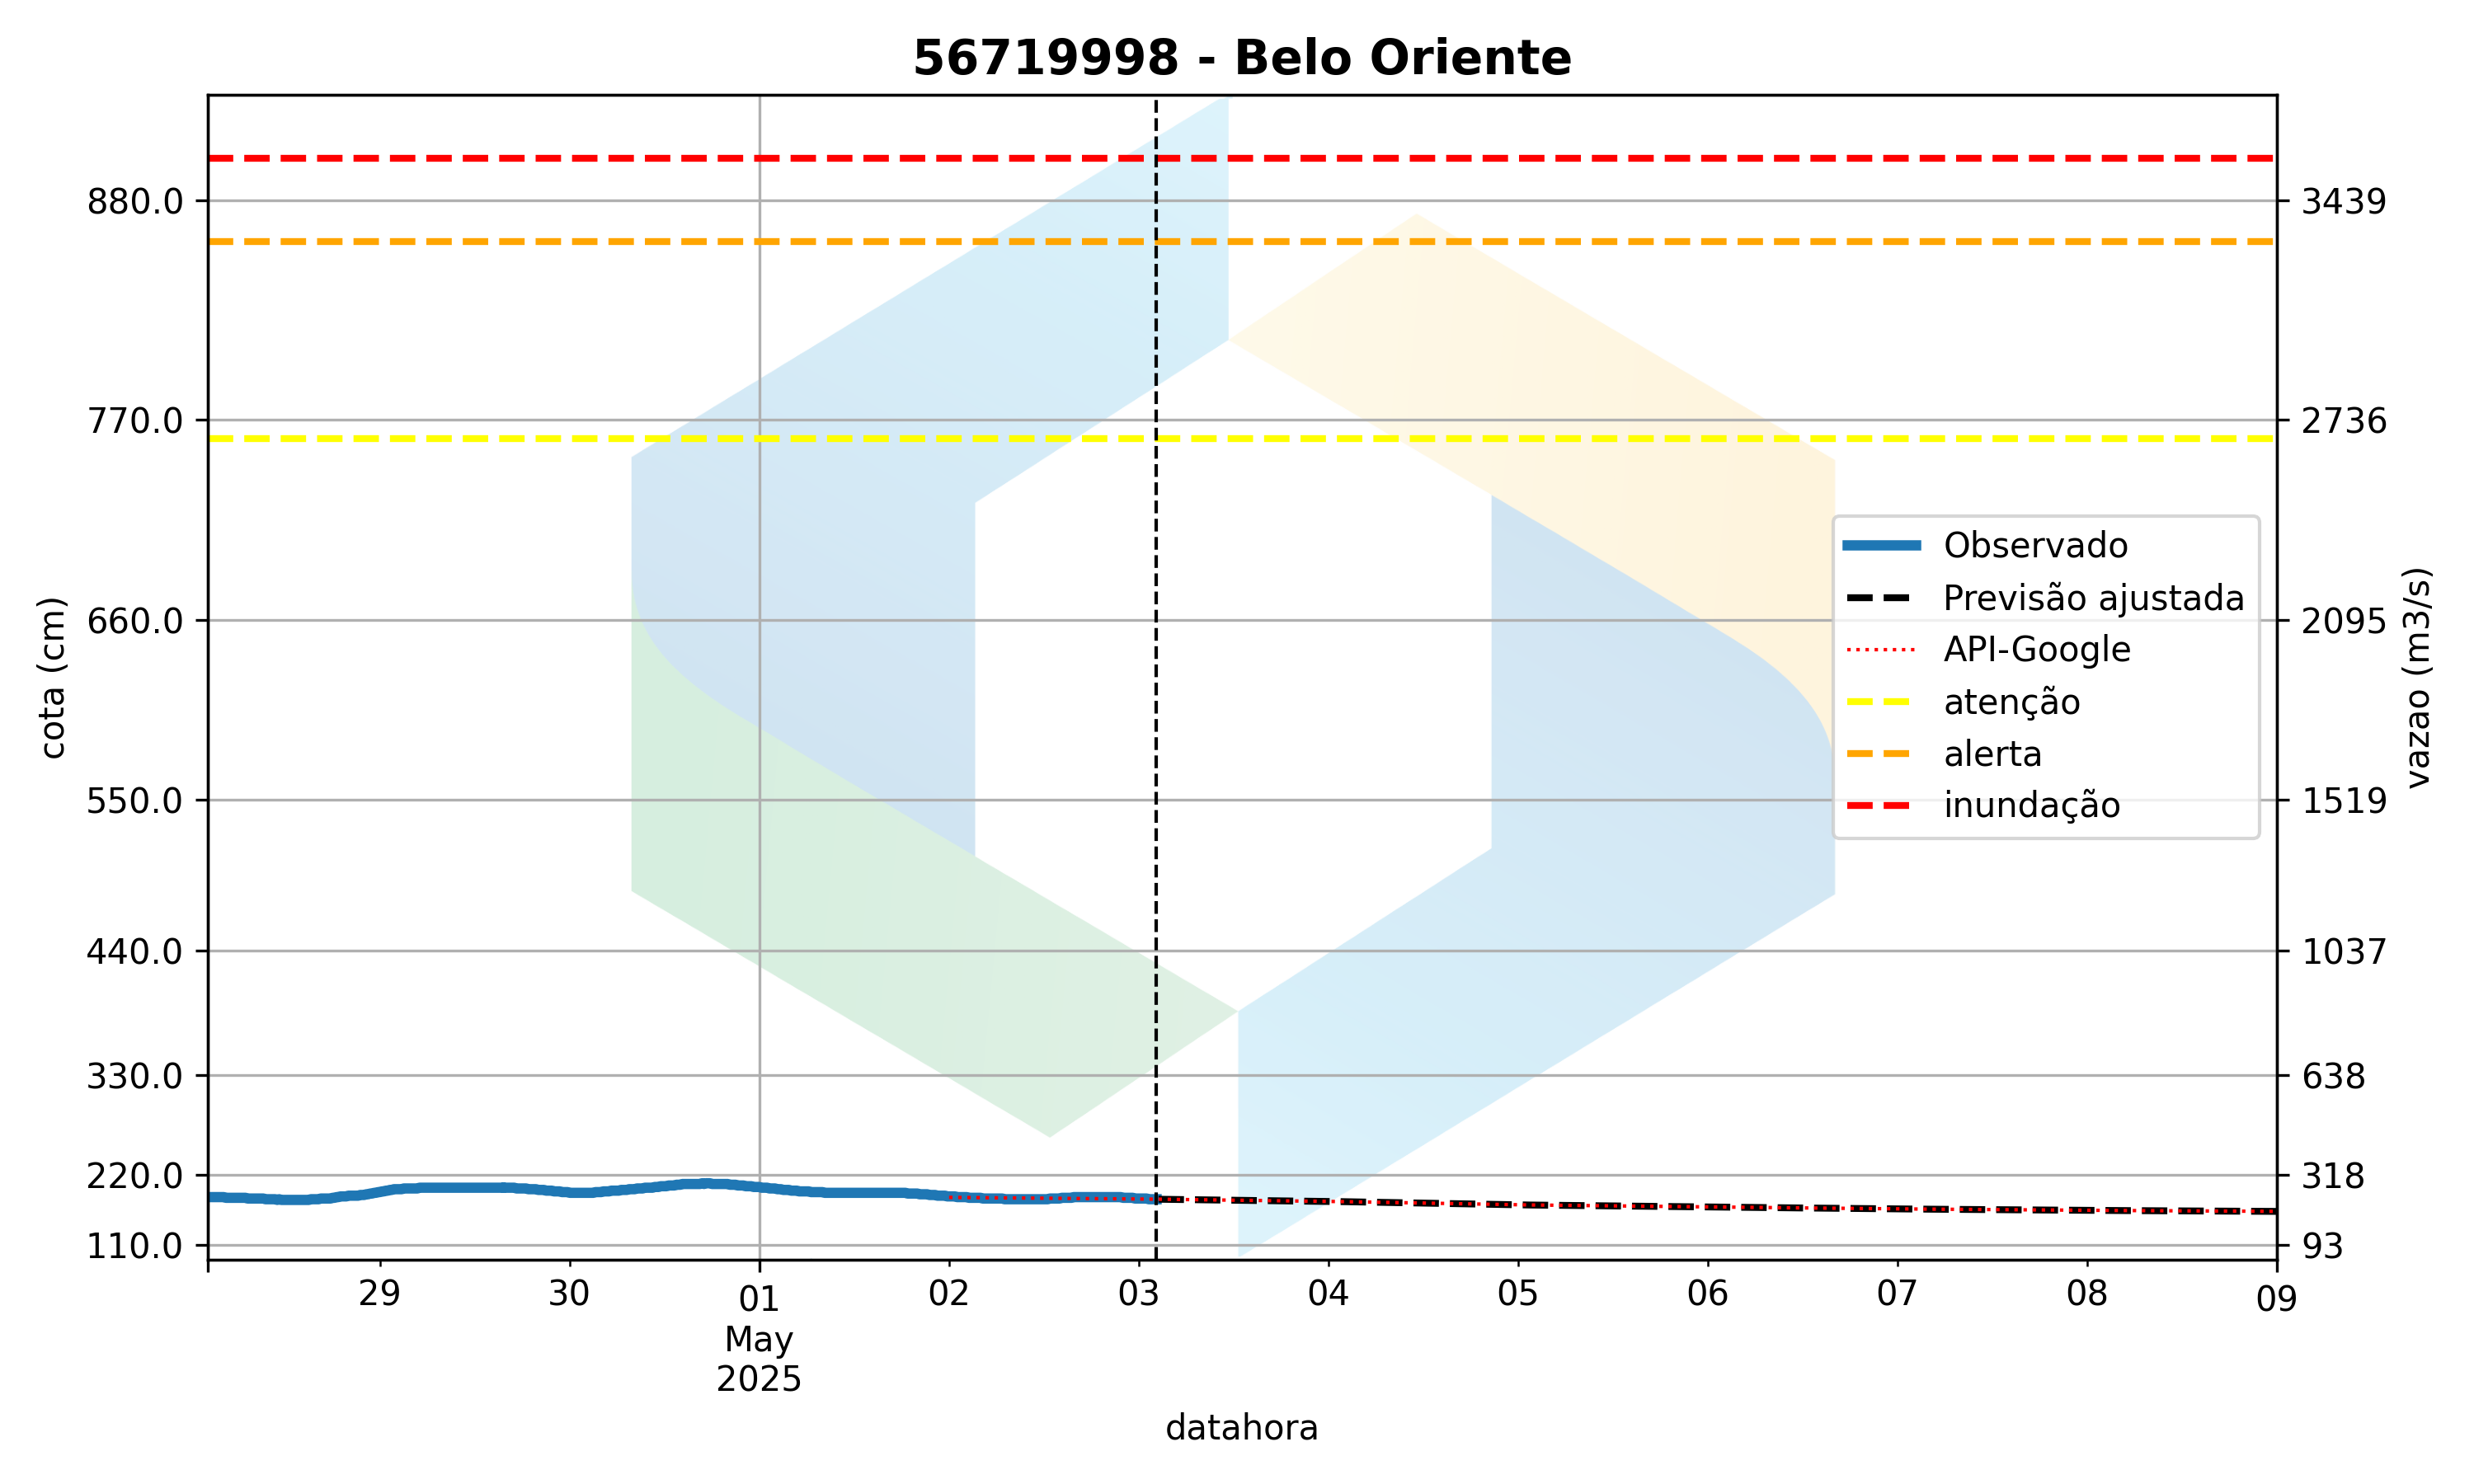 56719998 - Belo Oriente
880.0
770.0
660.0
550.0
440.0
330.0
220.0
110.0
cota (cm)
3439
2736
2095
1519
1037
638
318
93
vazao (m3/s)
Observado
Previsão ajustada
API-Google
atenção
alerta
inundação
29 30 01 02 03 04 05 06 07 08 09
May
2025
datahora